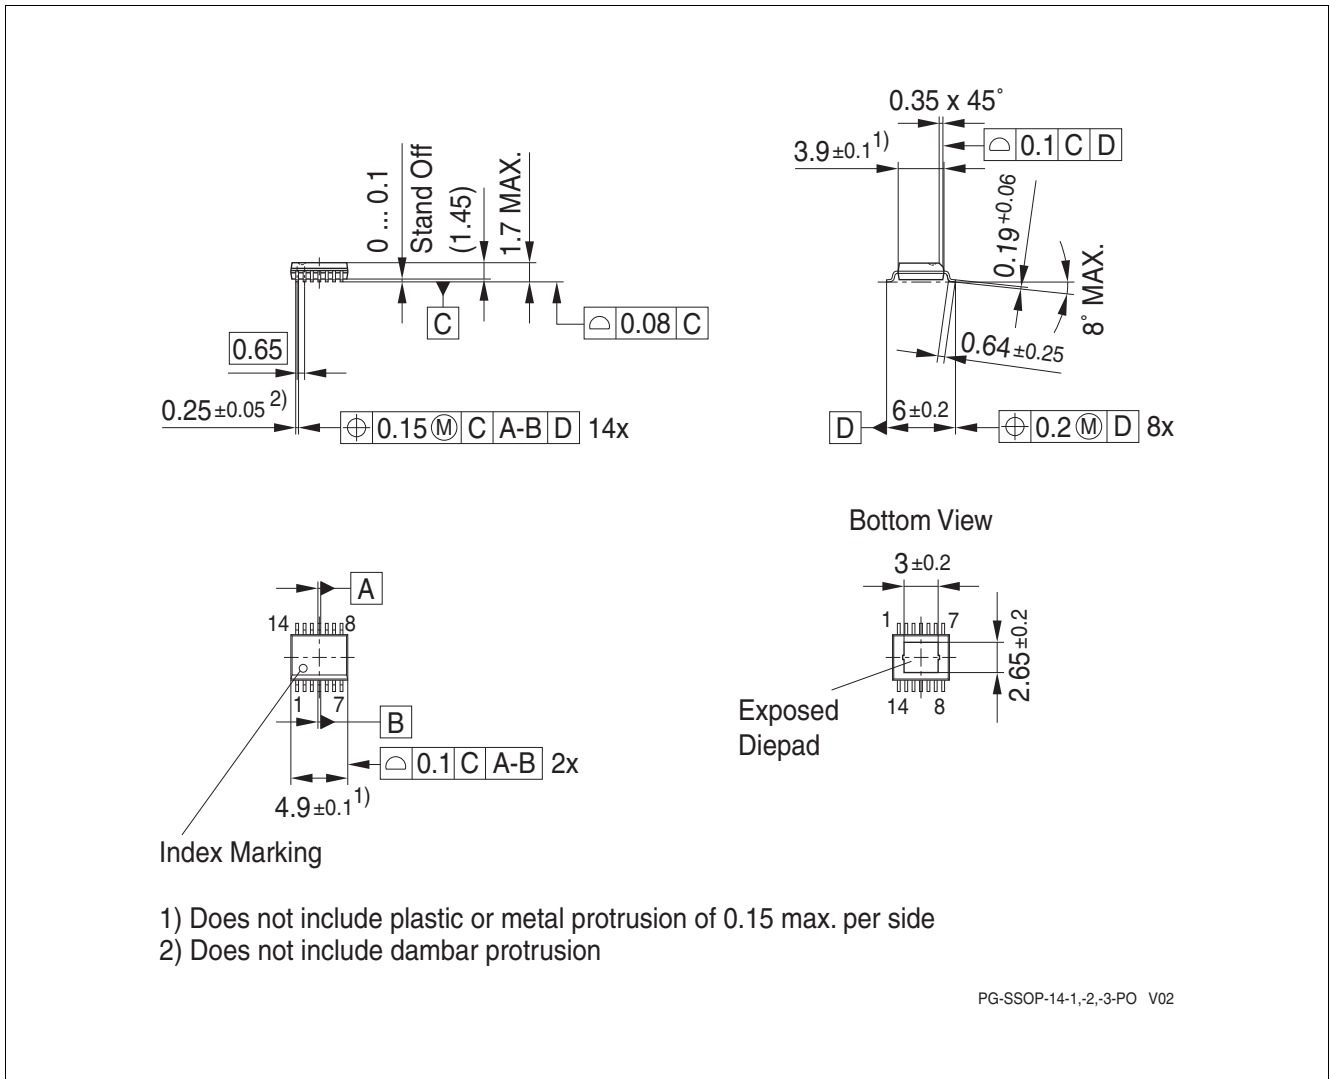 0.35 x 45°
0.1 C D
3.9 ±0.1 1)
0 ... 0.1
Stand Off
(1.45)
1.7 MAX.
0.19 +0.06
8° MAX.
C
0.08 C
0.65
0.64 ±0.25
0.25 ±0.05 2)
0.15 Ⓜ C A-B D 14x
D
6 ±0.2
0.2 Ⓜ D 8x
Bottom View
3 ±0.2
A
14 8
1 7
2.65 ±0.2
1 7
14 8
B
Exposed
Diepad
0.1 C A-B 2x
4.9 ±0.1 1)
Index Marking
1) Does not include plastic or metal protrusion of 0.15 max. per side
2) Does not include dambar protrusion
PG-SSOP-14-1,-2,-3-PO V02